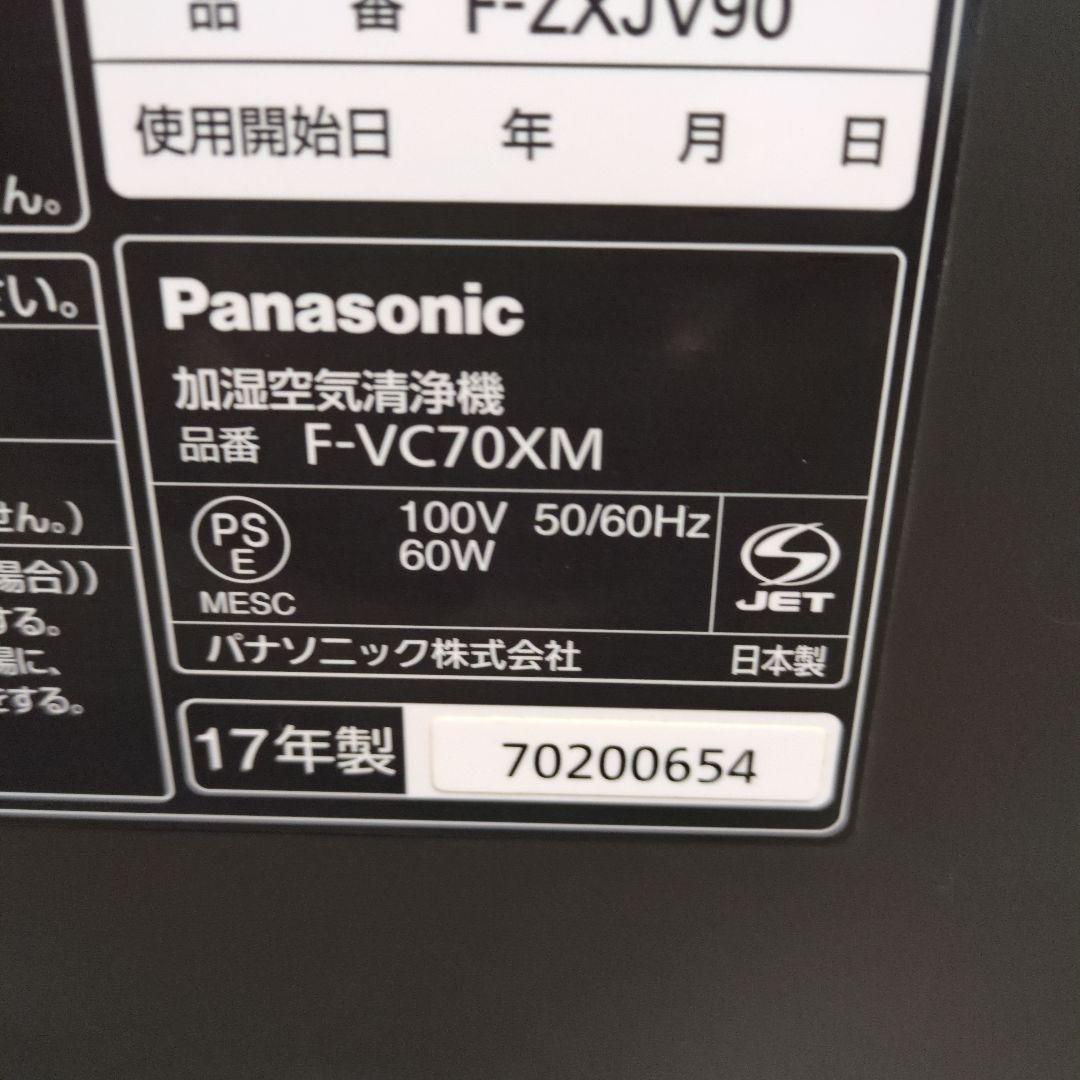 品番 F-ZXJV90
使用開始日 年 月 日
ん。
さい。
せん。)
場合))
する。
場に、
をする。
Panasonic
加湿空気清浄機
品番 F-VC70XM
PS
E
MESC
100V 50/60Hz
60W
JET
パナソニック株式会社
日本製
17年製
70200654